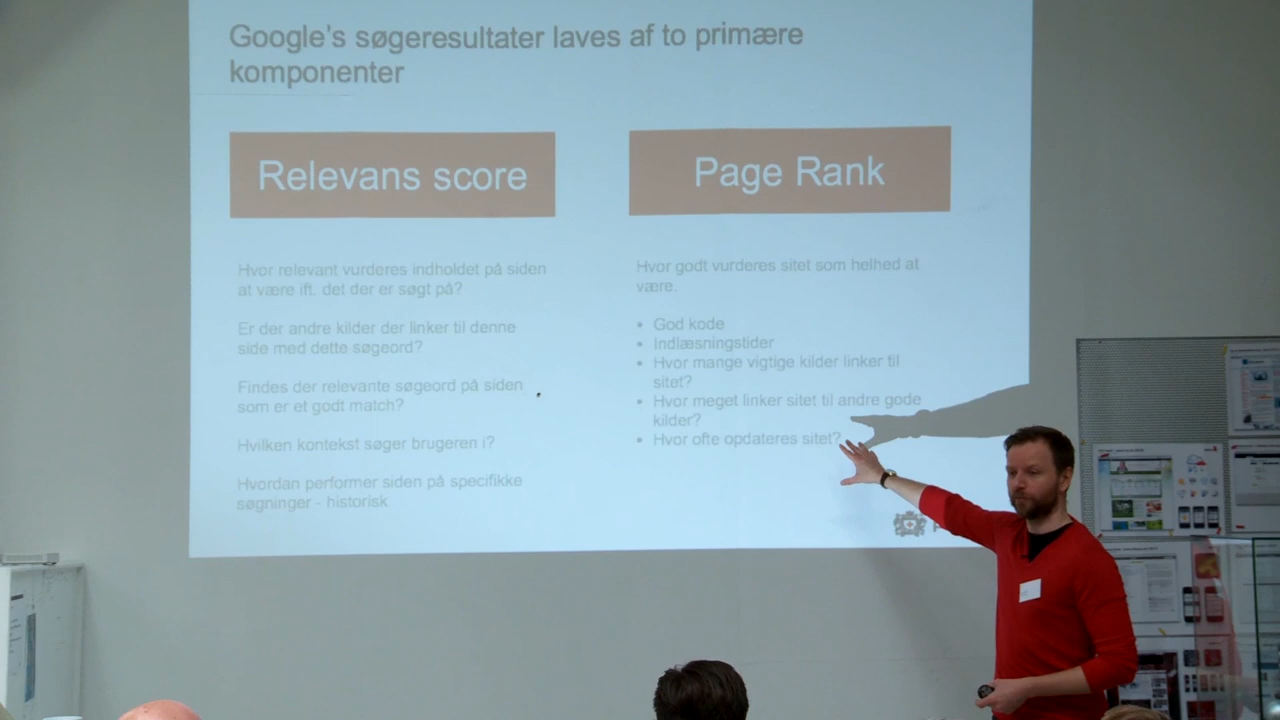 Google's søgeresultater laves af to primære
komponenter
Relevans score
Hvor relevant vurderes indholdet på siden
at være ift. det der er søgt på?
Er der andre kilder der linker til denne
side med dette søgeord?
Findes der relevante søgeord på siden
som er et godt match?
Hvilken kontekst søger brugeren i?
Hvordan performer siden på specifikke
søgninger - historisk
Page Rank
Hvor godt vurderes sitet som helhed at
være.
• God kode
• Indlæsningstider
• Hvor mange vigtige kilder linker til
sitet?
• Hvor meget linker sitet til andre gode
kilder?
• Hvor ofte opdateres sitet?